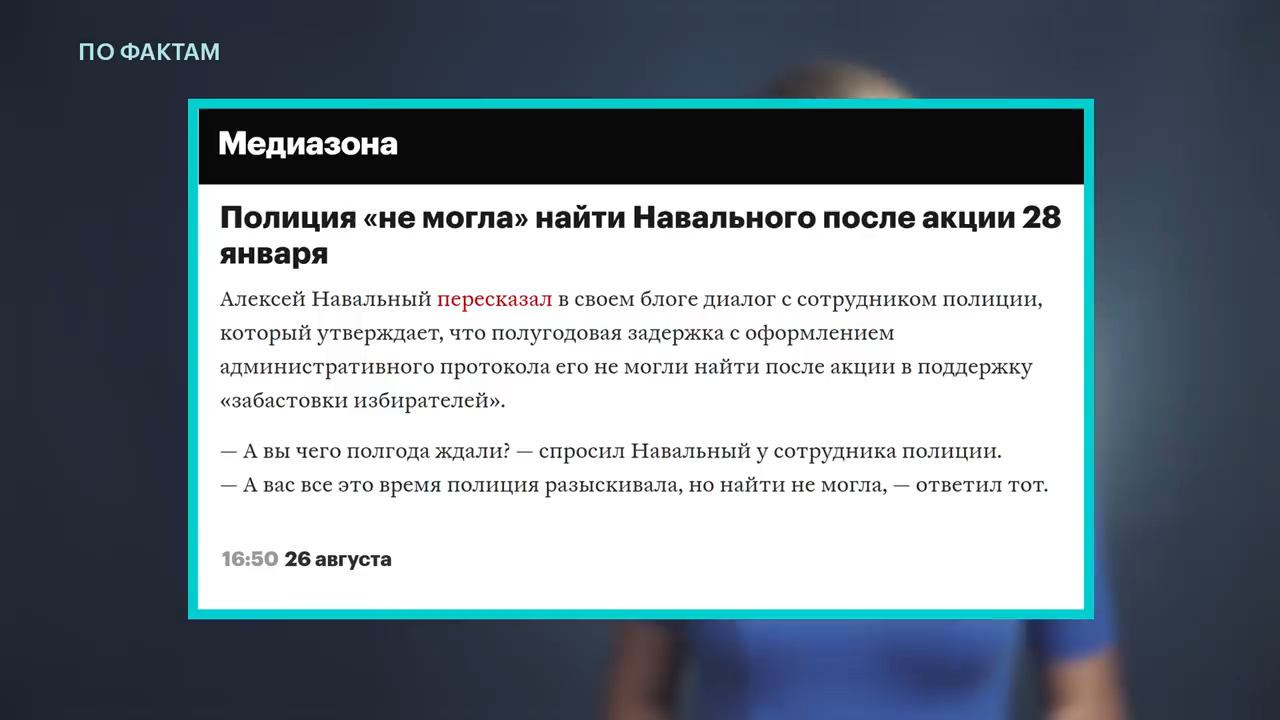 ПО ФАКТАМ
Медиазона
Полиция «не могла» найти Навального после акции 28
января
Алексей Навальный пересказал в своем блоге диалог с сотрудником полиции,
который утверждает, что полугодовая задержка с оформлением
административного протокола его не могли найти после акции в поддержку
«забастовки избирателей».
— А вы чего полгода ждали? — спросил Навальный у сотрудника полиции.
— А вас все это время полиция разыскивала, но найти не могла, — ответил тот.
16:50 26 августа